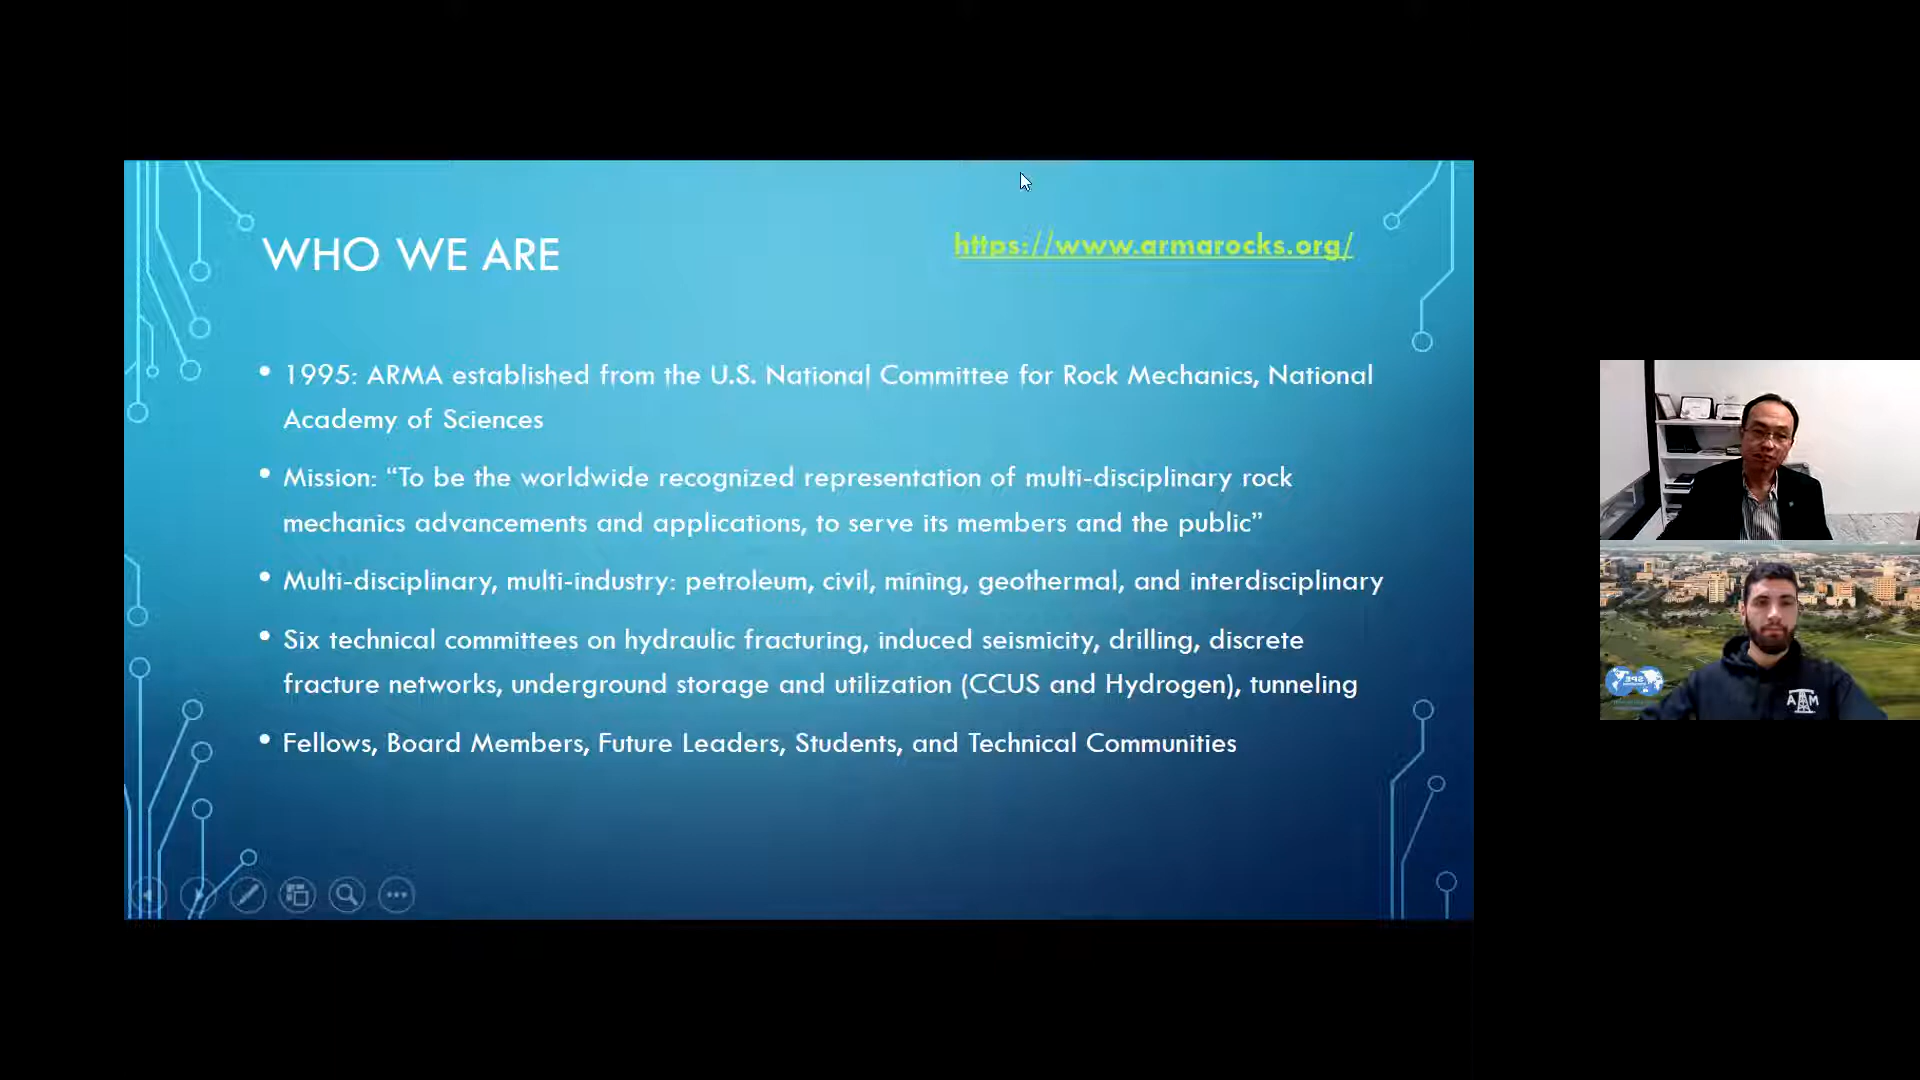 WHO WE ARE
https://www.armarocks.org/
• 1995: ARMA established from the U.S. National Committee for Rock Mechanics, National
Academy of Sciences
• Mission: “To be the worldwide recognized representation of multi-disciplinary rock
mechanics advancements and applications, to serve its members and the public”
• Multi-disciplinary, multi-industry: petroleum, civil, mining, geothermal, and interdisciplinary
• Six technical committees on hydraulic fracturing, induced seismicity, drilling, discrete
fracture networks, underground storage and utilization (CCUS and Hydrogen), tunneling
• Fellows, Board Members, Future Leaders, Students, and Technical Communities
SPE
A M